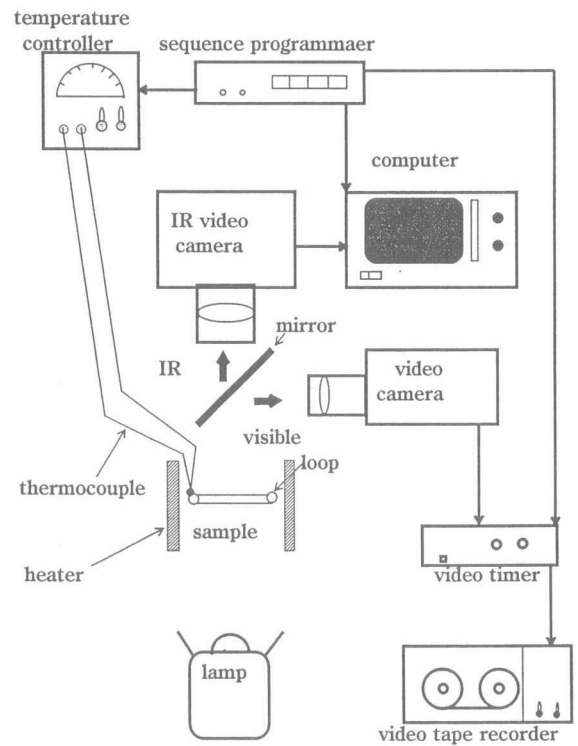 temperature
controller
sequence programmaer
computer
IR video
camera
mirror
IR
video
camera
visible
loop
thermocouple
sample
heater
video timer
lamp
video tape recorder